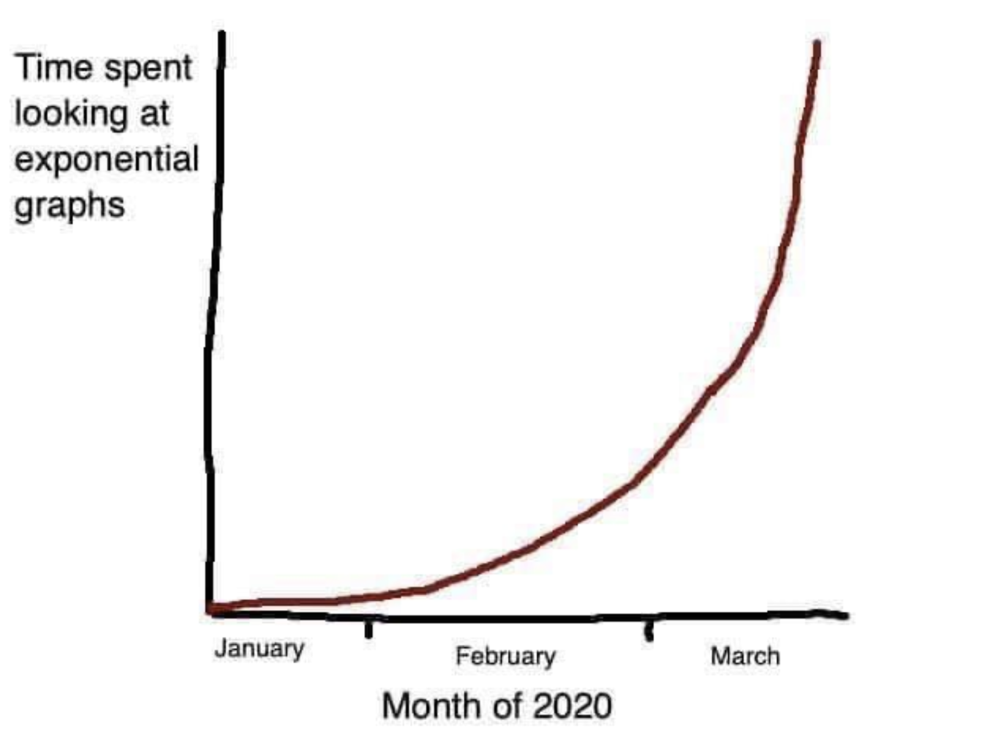 Time spent
looking at
exponential
graphs
January
February
March
Month of 2020